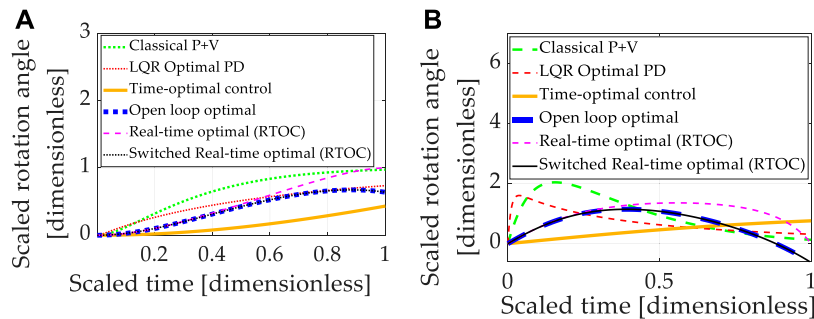 A
Scaled rotation angle
[dimensionless]
3
2
1
0
Classical P+V
LQR Optimal PD
Time-optimal control
Open loop optimal
Real-time optimal (RTOC)
Switched Real-time optimal (RTOC)
0.2
0.4
0.6
0.8
1
Scaled time [dimensionless]
B
Scaled rotation angle
[dimensionless]
6
4
2
0
Classical P+V
LQR Optimal PD
Time-optimal control
Open loop optimal
Real-time optimal (RTOC)
Switched Real-time optimal (RTOC)
0
0.5
1
Scaled time [dimensionless]